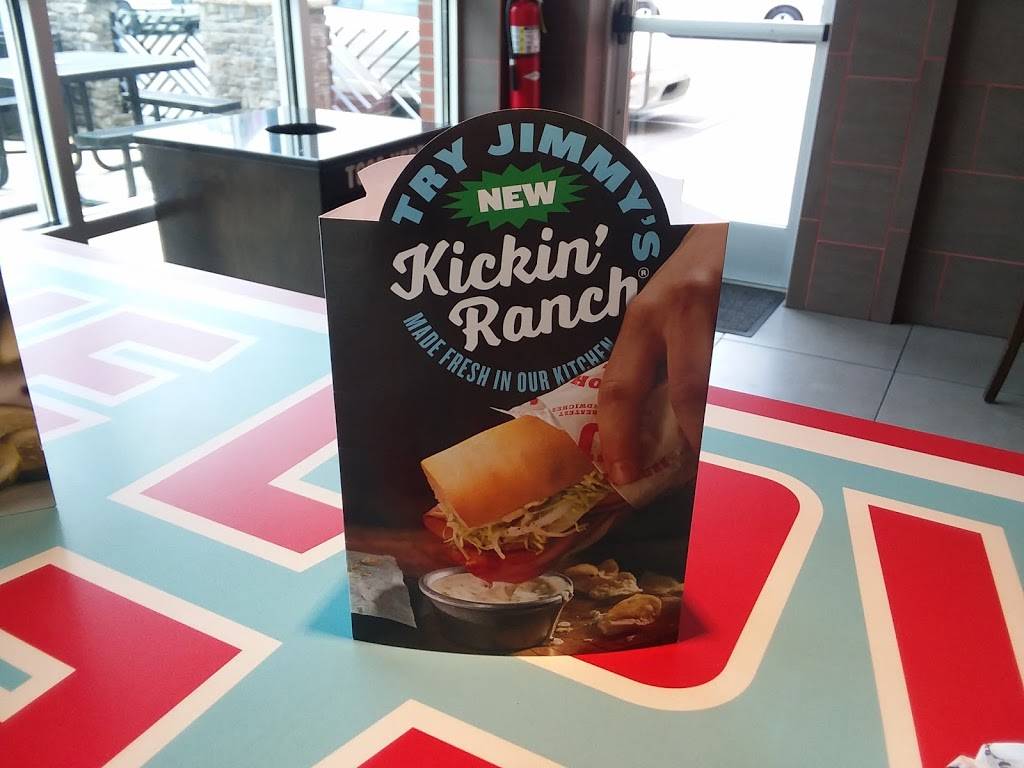 TRY JIMMY'S
NEW
Kickin'
Ranch®
MADE FRESH IN OUR KITCHEN